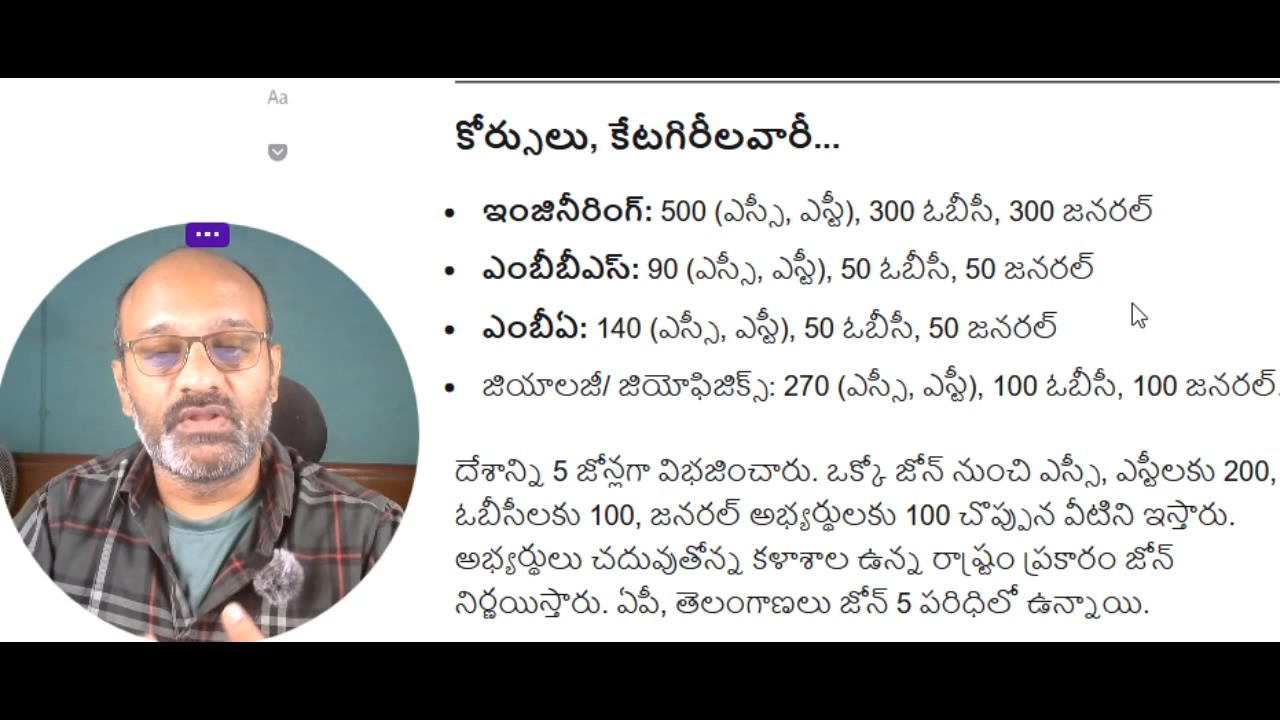 Aa
కోర్సులు, కేటగిరీలవారీ...
• ఇంజినీరింగ్: 500 (ఎస్సీ, ఎస్టీ), 300 ఓబీసీ, 300 జనరల్
• ఎంబీబీఎస్: 90 (ఎస్సీ, ఎస్టీ), 50 ఓబీసీ, 50 జనరల్
• ఎంబీఏ: 140 (ఎస్సీ, ఎస్టీ), 50 ఓబీసీ, 50 జనరల్
• జియాలజీ/ జియోఫిజిక్స్: 270 (ఎస్సీ, ఎస్టీ), 100 ఓబీసీ, 100 జనరల్.
దేశాన్ని 5 జోన్లగా విభజించారు. ఒక్కో జోన్ నుంచి ఎస్సీ, ఎస్టీలకు 200,
ఓబీసీలకు 100, జనరల్ అభ్యర్థులకు 100 చొప్పున వీటిని ఇస్తారు.
అభ్యర్థులు చదువుతోన్న కళాశాల ఉన్న రాష్ట్రం ప్రకారం జోన్
నిర్ణయిస్తారు. ఏపీ, తెలంగాణలు జోన్ 5 పరిధిలో ఉన్నాయి.